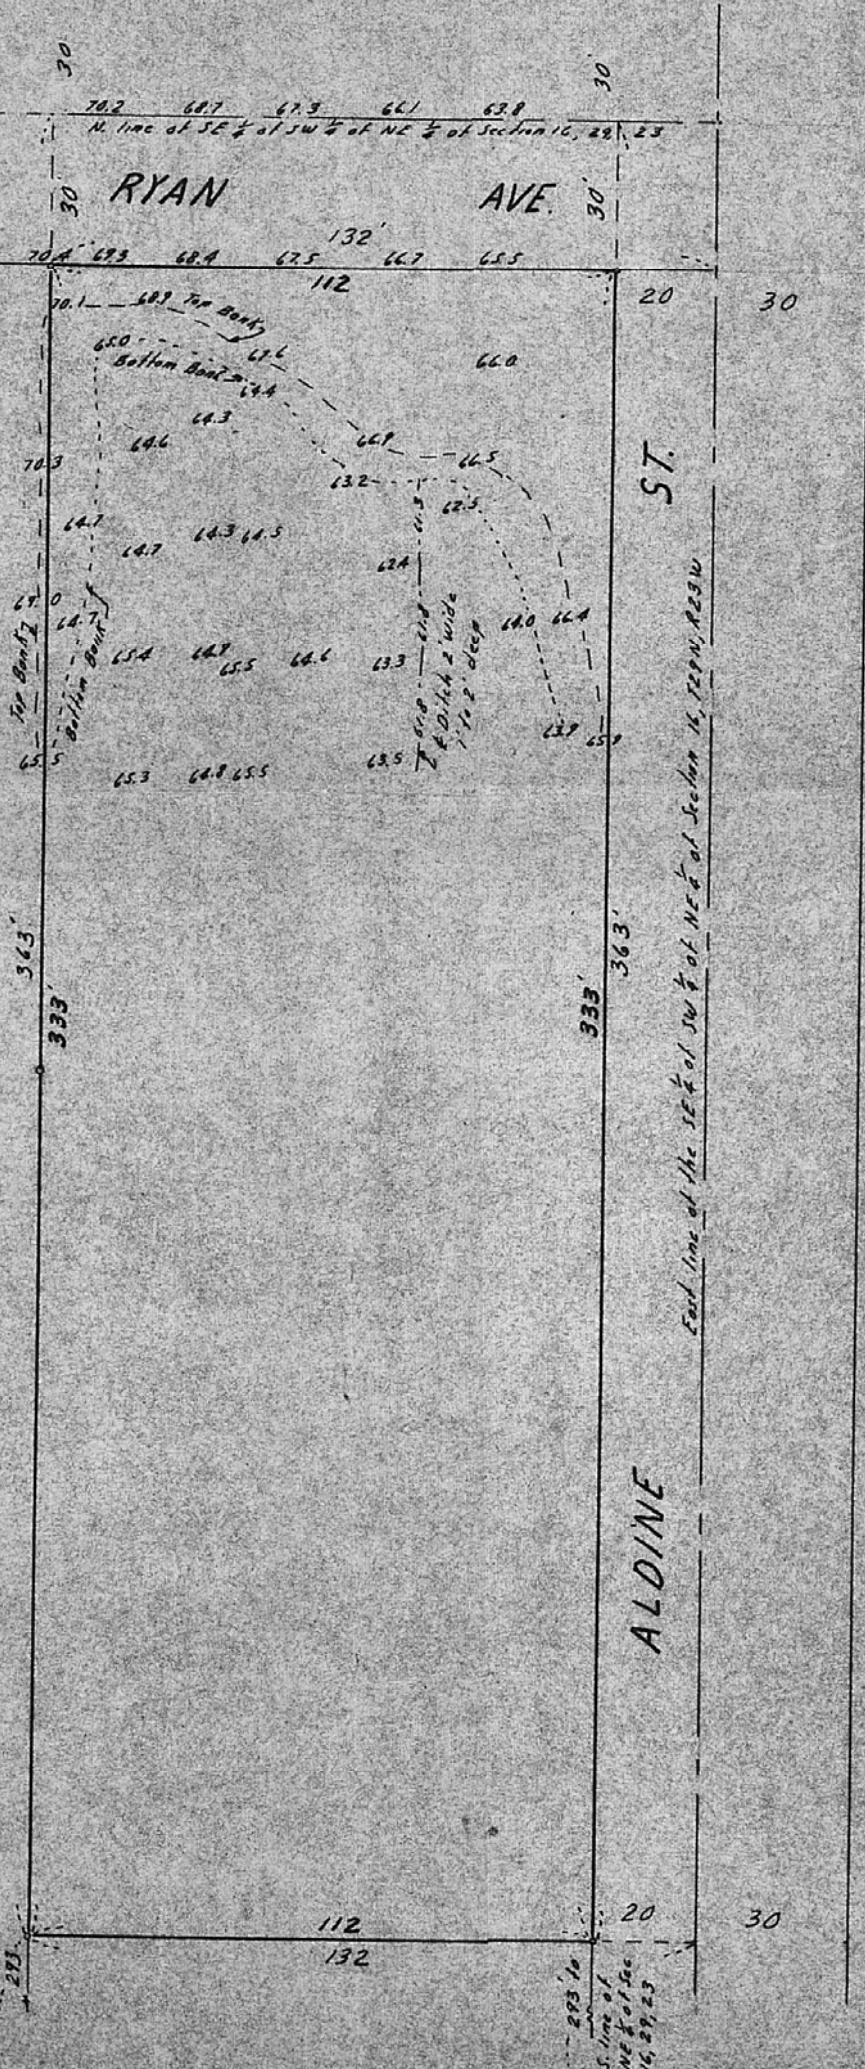 30
30
70.2 68.7 67.3 66.1 63.8
N. line of SE ¼ of SW ¼ of NE ¼ of Section 16, 29, 23
30' RYAN AVE. 30'
132'
70.4 69.3 68.4 67.5 66.7 65.5
112
20
30
70.1 68.9 Top Bank
65.0
Bottom Bank
67.6
66.0
64.4
64.3
64.6
66.9
66.5
70.3
63.2
62.5
61.3
64.7
64.7
64.3 64.5
62.4
ST.
69.0
64.7
61.8
64.0
66.4
Top Bank
Bottom Bank
65.4
64.9
65.5
64.6
63.3
61.8
℄ Ditch 2' wide
1' to 2' deep
63.9
65.9
65.5
65.3
64.8 65.5
63.5
East line of the SE ¼ of SW ¼ of NE ¼ of Section 16, T29N, R23W
363'
333'
333'
363'
ALDINE
112
132
20
30
293
293' to
S. line of
NE ¼ of Sec
16, 29, 23